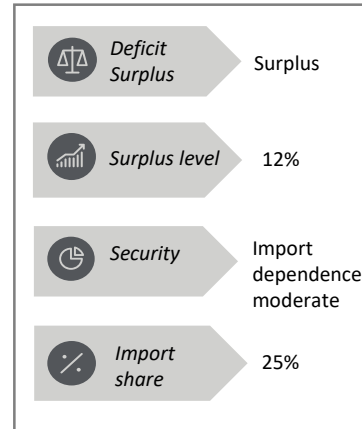 Deficit
Surplus
Surplus
Surplus level
12%
Security
Import
dependence
moderate
Import
share
25%